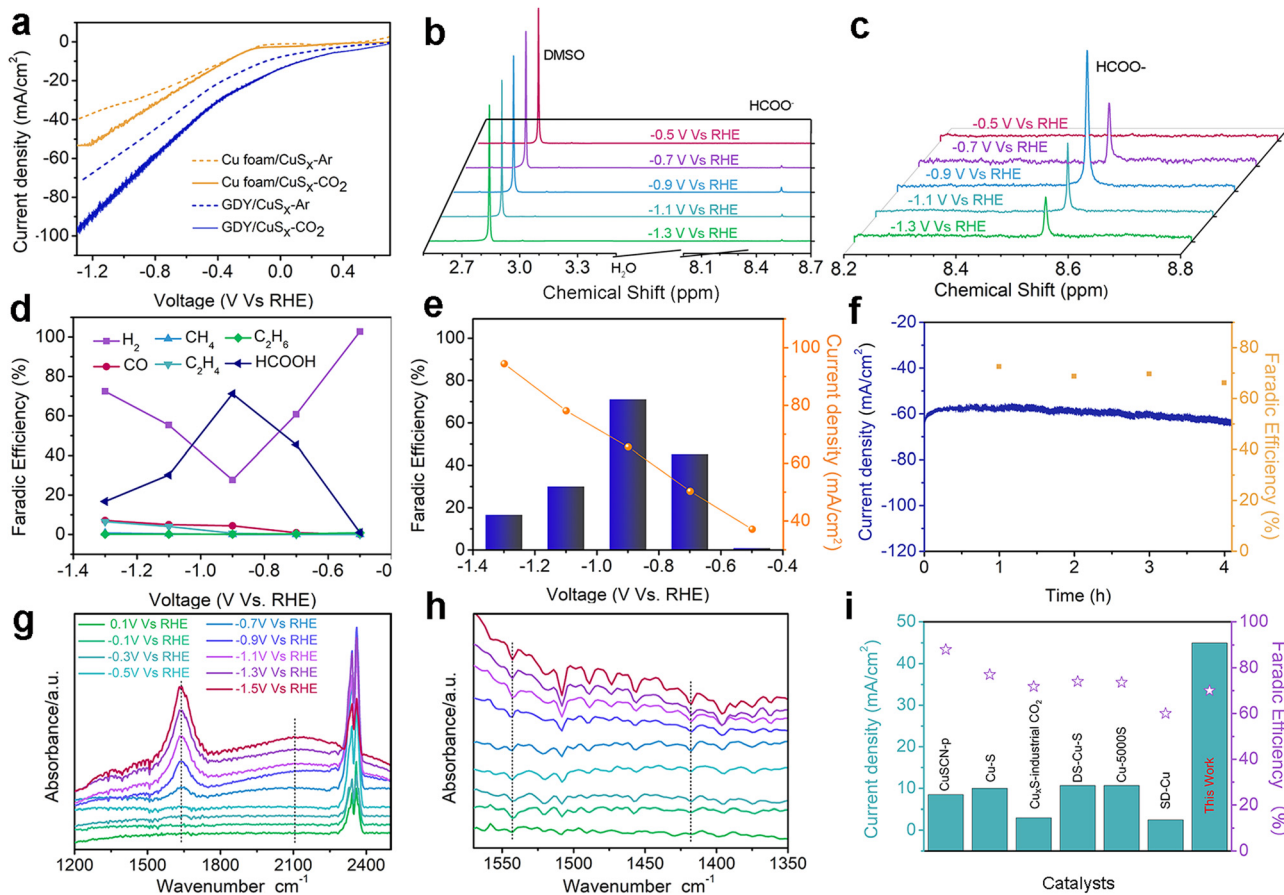 a
0
-20
-40
-60
-80
-100
Current density (mA/cm²)
Cu foam/CuSₓ-Ar
Cu foam/CuSₓ-CO₂
GDY/CuSₓ-Ar
GDY/CuSₓ-CO₂
-1.2 -0.8 -0.4 0.0 0.4
Voltage (V Vs RHE)
b
DMSO
HCOO⁻
-0.5 V Vs RHE
-0.7 V Vs RHE
-0.9 V Vs RHE
-1.1 V Vs RHE
-1.3 V Vs RHE
2.7 3.0 3.3 H₂O 8.1 8.4 8.7
Chemical Shift (ppm)
c
HCOO-
-0.5 V Vs RHE
-0.7 V Vs RHE
-0.9 V Vs RHE
-1.1 V Vs RHE
-1.3 V Vs RHE
8.2 8.4 8.6 8.8
Chemical Shift (ppm)
d
100
80
60
40
20
0
Faradic Efficiency (%)
H₂ CH₄ C₂H₆
CO C₂H₄ HCOOH
-1.4 -1.2 -1.0 -0.8 -0.6 -0.4
Voltage (V Vs. RHE)
e
100
80
60
40
20
0
Faradic Efficiency (%)
100
80
60
40
Current density (mA/cm²)
-1.4 -1.2 -1.0 -0.8 -0.6 -0.4
Voltage (V Vs. RHE)
f
-20
-40
-60
-80
-100
-120
Current density (mA/cm²)
80
60
40
20
0
Faradic Efficiency (%)
0 1 2 3 4
Time (h)
g
0.1V Vs RHE -0.7V Vs RHE
-0.1V Vs RHE -0.9V Vs RHE
-0.3V Vs RHE -1.1V Vs RHE
-0.5V Vs RHE -1.3V Vs RHE
-1.5V Vs RHE
Absorbance/a.u.
1200 1500 1800 2100 2400
Wavenumber cm⁻¹
h
Absorbance/a.u.
1550 1500 1450 1400 1350
Wavenumber cm⁻¹
i
50
40
30
20
10
0
Current density (mA/cm²)
CuSCN-p
Cu-S
CuₓS-industrial CO₂
DS-Cu-S
Cu-5000S
SD-Cu
This Work
100
80
60
40
20
0
Faradic Efficiency (%)
Catalysts